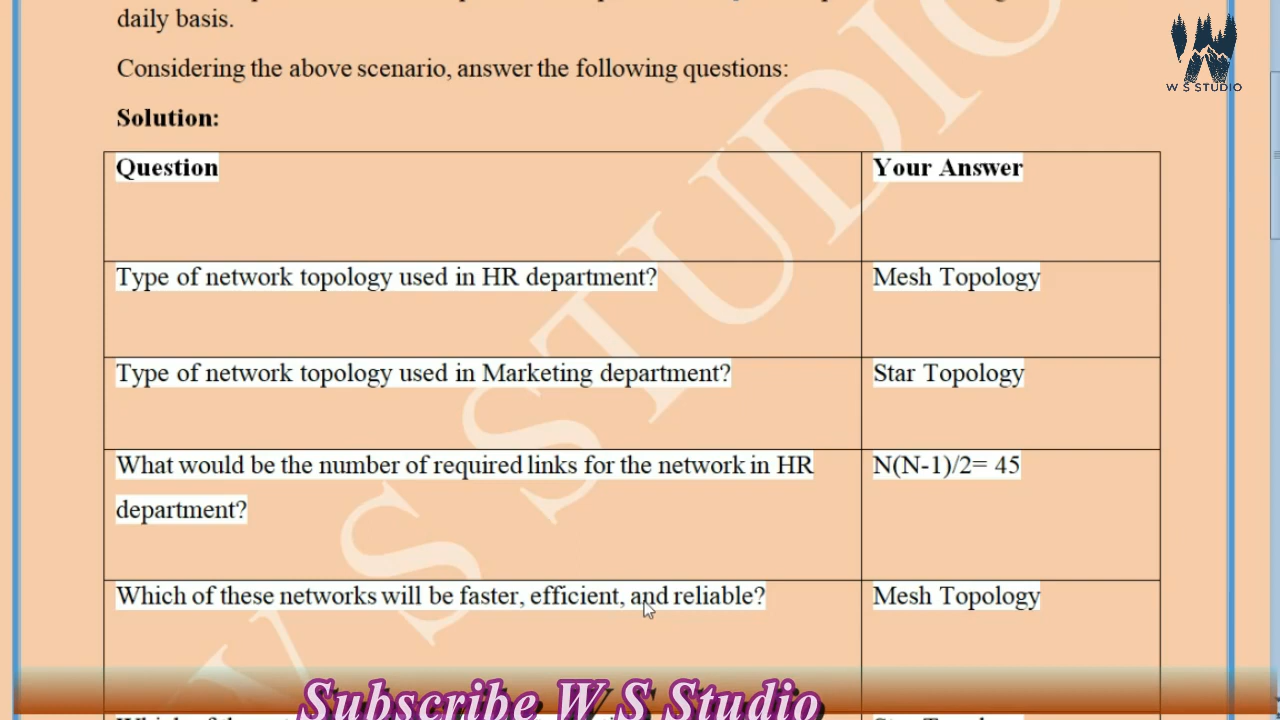 daily basis.
Considering the above scenario, answer the following questions:
W S STUDIO
Solution:
Question
Your Answer
Type of network topology used in HR department?
Mesh Topology
Type of network topology used in Marketing department?
Star Topology
What would be the number of required links for the network in HR
department?
N(N-1)/2= 45
Which of these networks will be faster, efficient, and reliable?
Mesh Topology
W S STUDIO
Subscribe W S Studio